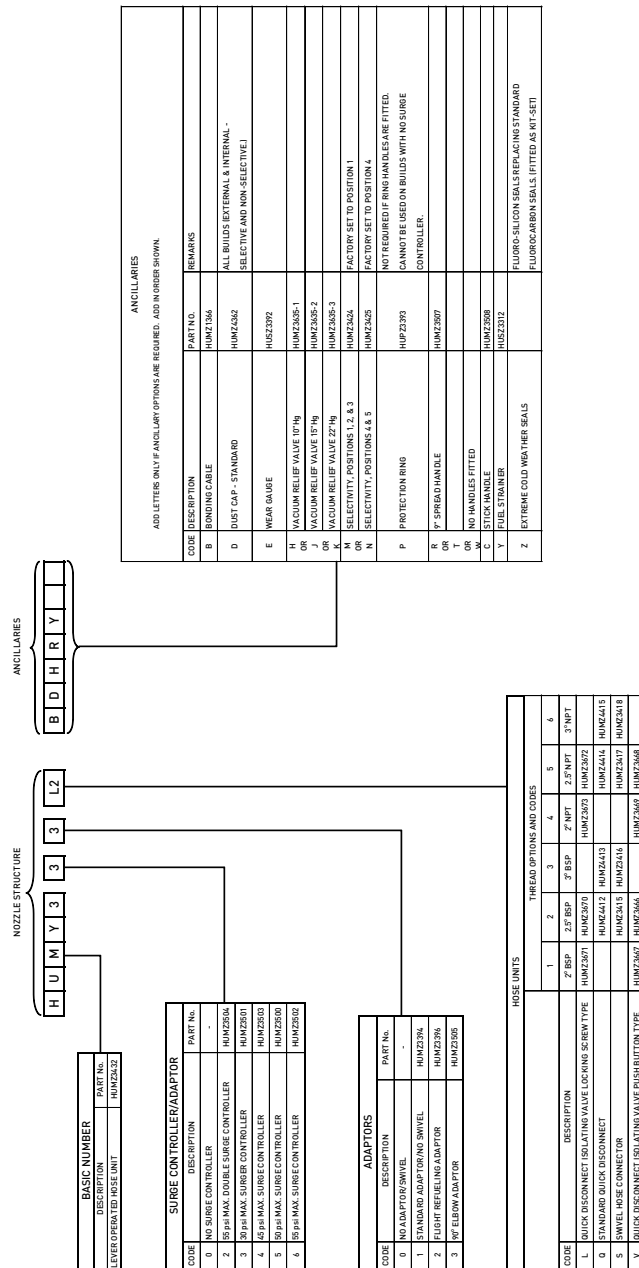 NOZZLE STRUCTURE
H U M Y 3 3 3 L2
ANCILLARIES
B D H R Y
BASIC NUMBER
DESCRIPTION PART No.
LEVER OPERATED HOSE UNIT HUMZ3432
SURGE CONTROLLER/ADAPTOR
CODE DESCRIPTION PART No.
0 NO SURGE CONTROLLER -
2 55 psi MAX. DOUBLE SURGE CONTROLLER HUMZ3504
3 30 psi MAX. SURGER CONTROLLER HUMZ3501
4 45 psi MAX. SURGE CONTROLLER HUMZ3503
5 50 psi MAX. SURGE CONTROLLER HUMZ3500
6 55 psi MAX. SURGE CONTROLLER HUMZ3502
ADAPTORS
CODE DESCRIPTION PART No.
0 NO ADAPTOR/SWIVEL -
1 STANDARD ADAPTOR/NO SWIVEL HUMZ3394
2 FLIGHT REFUELING ADAPTOR HUMZ3396
3 90° ELBOW ADAPTOR HUMZ3505
HOSE UNITS
THREAD OPTIONS AND CODES
1 2 3 4 5 6
CODE DESCRIPTION 2" BSP 2.5" BSP 3" BSP 2" NPT 2.5" NPT 3" NPT
L QUICK DISCONNECT ISOLATING VALVE LOCKING SCREW TYPE HUMZ3671 HUMZ3670 HUMZ3673 HUMZ3672
Q STANDARD QUICK DISCONNECT HUMZ4412 HUMZ4413 HUMZ4414 HUMZ4415
S SWIVEL HOSE CONNECTOR HUMZ3415 HUMZ3416 HUMZ3417 HUMZ3418
V QUICK DISCONNECT ISOLATING VALVE PUSH BUTTON TYPE HUMZ3667 HUMZ3666 HUMZ3669 HUMZ3668
ANCILLARIES
ADD LETTERS ONLY IF ANCILLARY OPTIONS ARE REQUIRED. ADD IN ORDER SHOWN.
CODE DESCRIPTION PART NO. REMARKS
B BONDING CABLE HUMZ1366
D DUST CAP - STANDARD HUMZ4362 ALL BUILDS (EXTERNAL & INTERNAL -
SELECTIVE AND NON-SELECTIVE.)
E WEAR GAUGE HUSZ3392
H VACUUM RELIEF VALVE 10"Hg HUMZ3635-1
OR
J VACUUM RELIEF VALVE 15"Hg HUMZ3635-2
OR
K VACUUM RELIEF VALVE 22"Hg HUMZ3635-3
M SELECTIVITY, POSITIONS 1, 2, & 3 HUMZ3424 FACTORY SET TO POSITION 1
OR
N SELECTIVITY, POSITIONS 4 & 5 HUMZ3425 FACTORY SET TO POSITION 4
P PROTECTION RING HUPZ3393 NOT REQUIRED IF RING HANDLES ARE FITTED.
CANNOT BE USED ON BUILDS WITH NO SURGE
CONTROLLER.
R 9" SPREAD HANDLE HUMZ3507
OR
T
OR
W NO HANDLES FITTED
C STICK HANDLE HUMZ3508
Y FUEL STRAINER HUSZ3312
Z EXTREME COLD WEATHER SEALS FLUORO-SILICON SEALS REPLACING STANDARD
FLUOROCARBON SEALS. (FITTED AS KIT-SET)